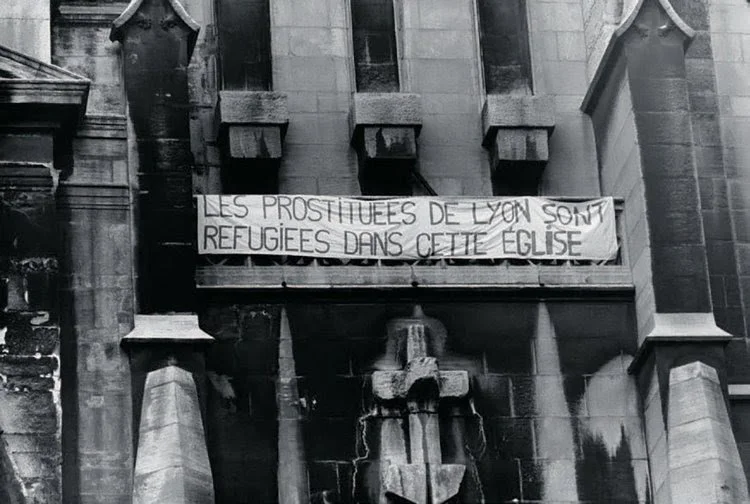 LES PROSTITUEES DE LYON SONT
REFUGIEES DANS CETTE ÉGLISE